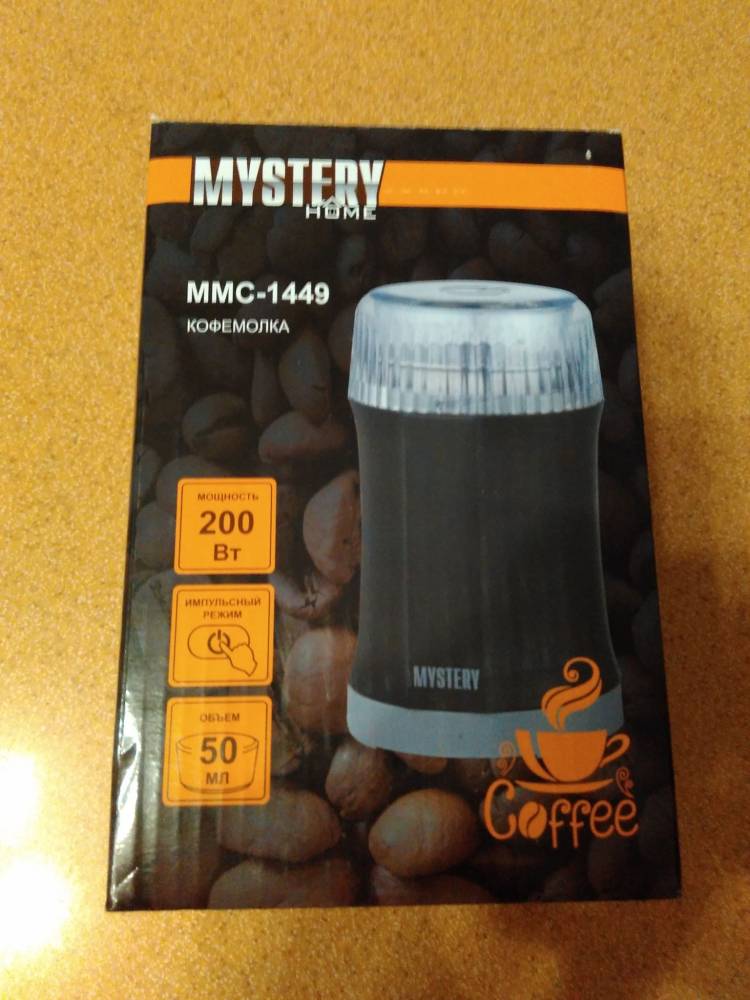 MYSTERY
HOME
MMC-1449
КОФЕМОЛКА
МОЩНОСТЬ
200
Вт
ИМПУЛЬСНЫЙ
РЕЖИМ
ОБЪЕМ
50
МЛ
MYSTERY
Coffee